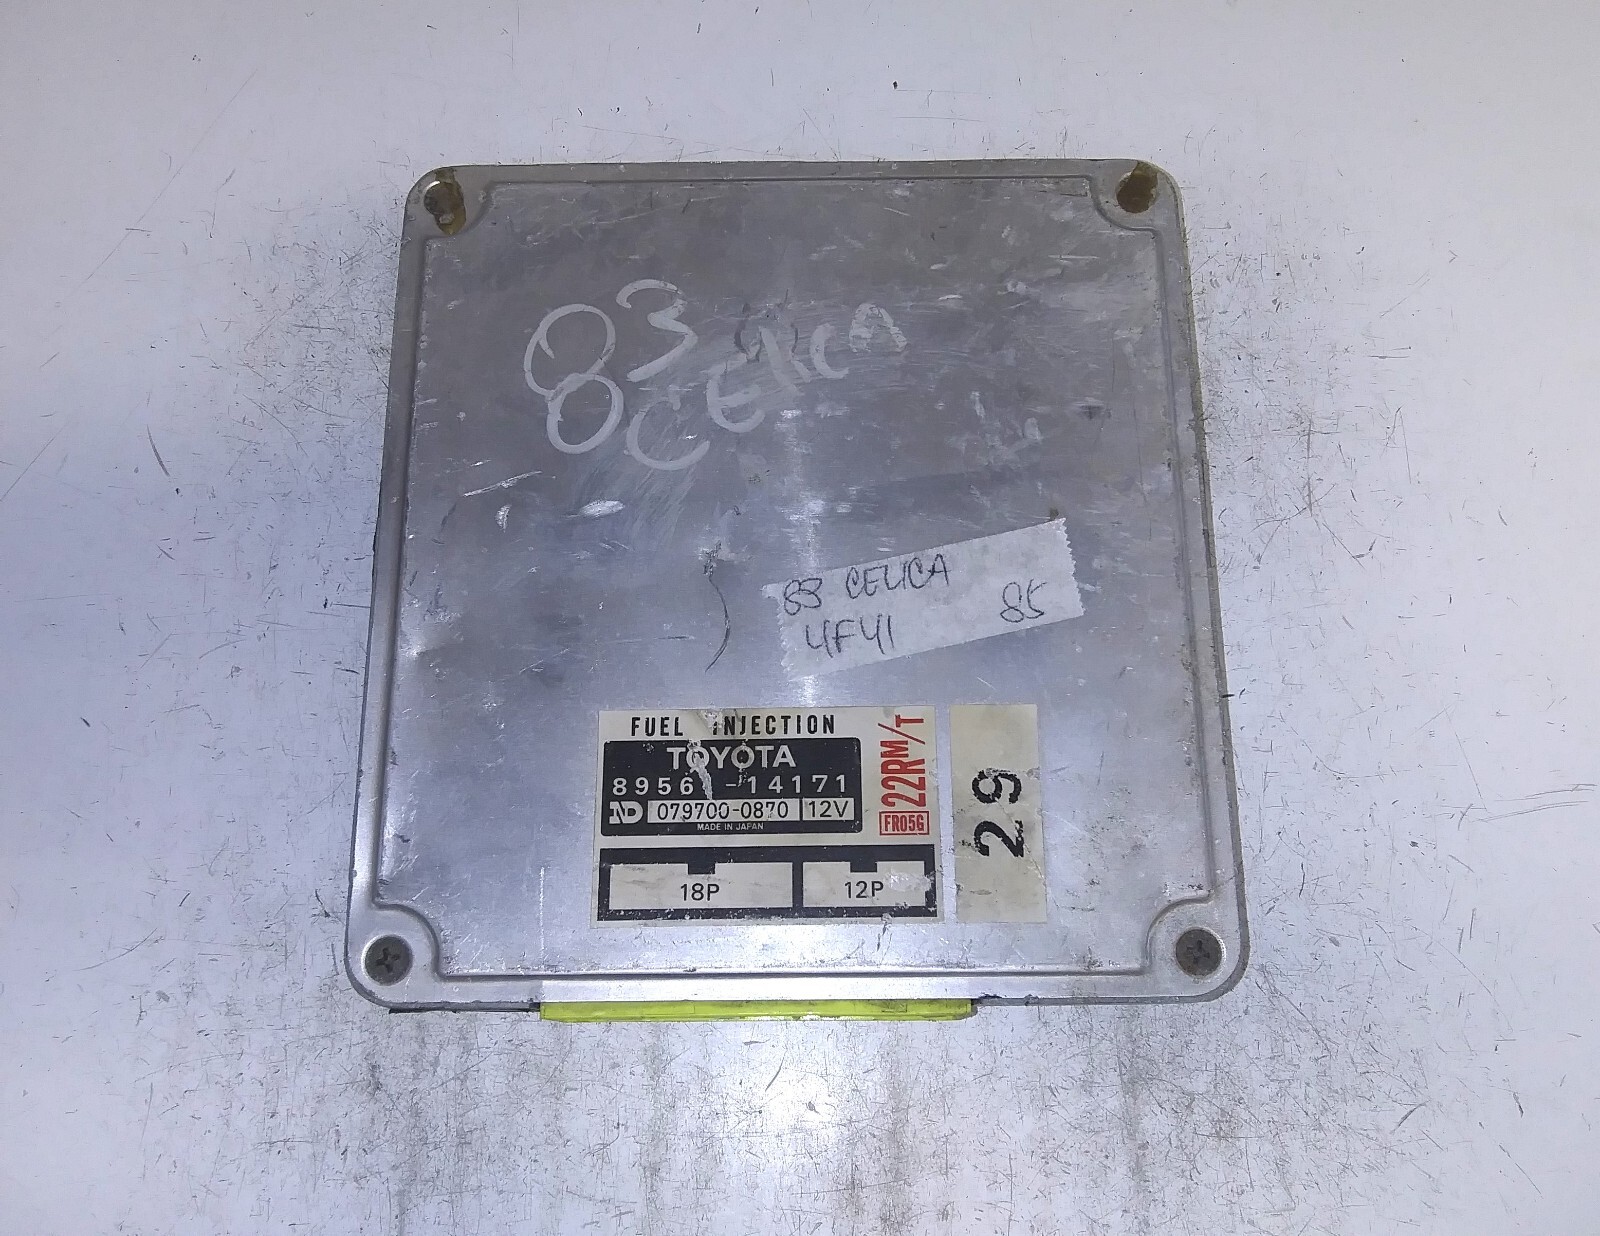 83
CELICA
83 CELICA
4F41 85
FUEL INJECTION
TOYOTA
8956 -14171
ND 079700-0870 12V
MADE IN JAPAN
22RM/T
FR05G
29
18P 12P